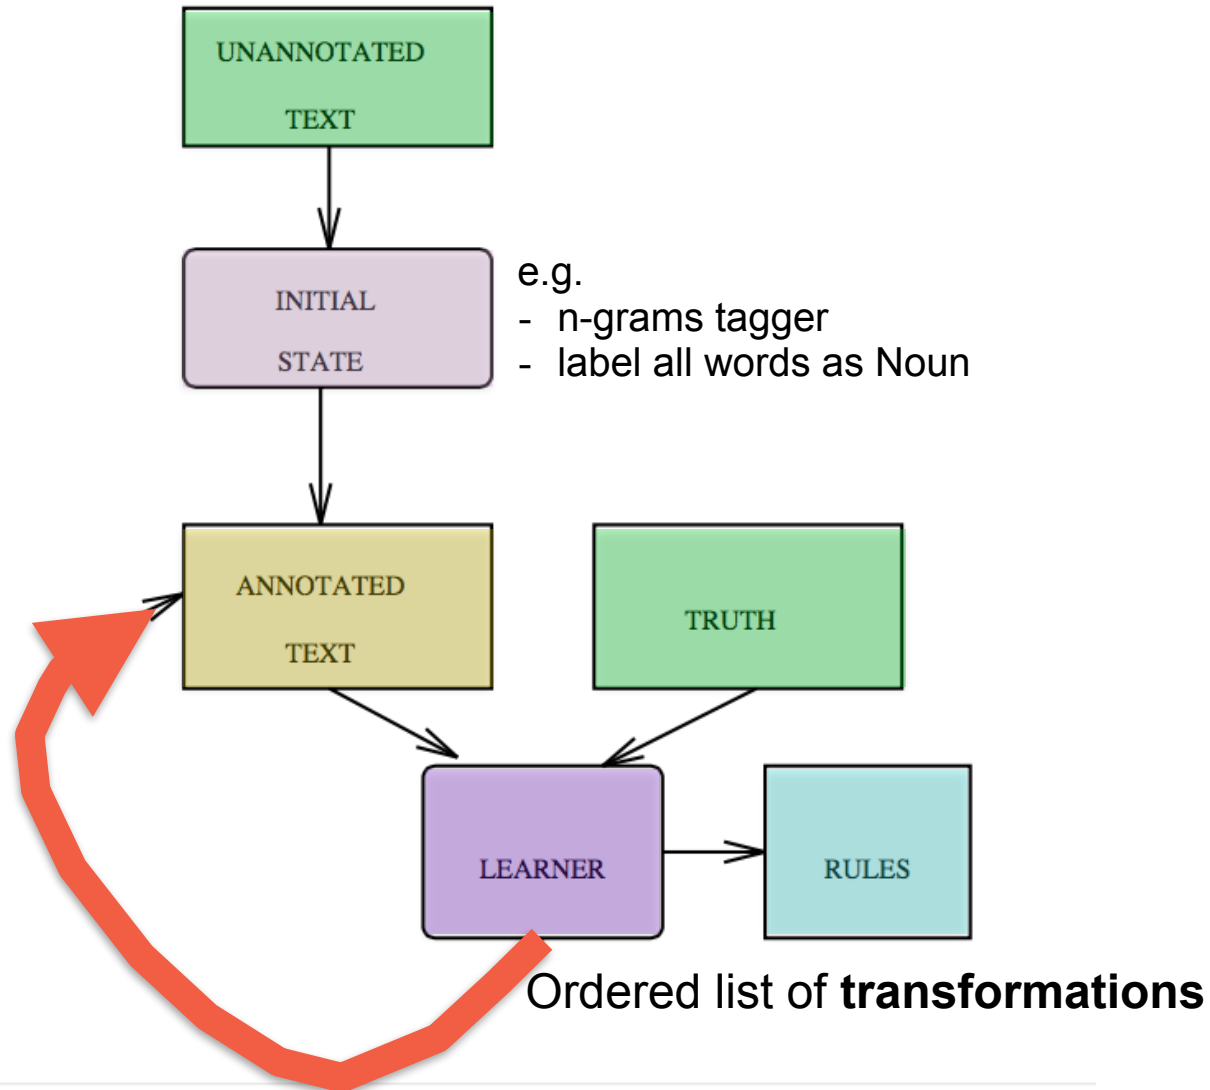 UNANNOTATED
TEXT
INITIAL
STATE
e.g.
- n-grams tagger
- label all words as Noun
ANNOTATED
TEXT
TRUTH
LEARNER
RULES
Ordered list of transformations